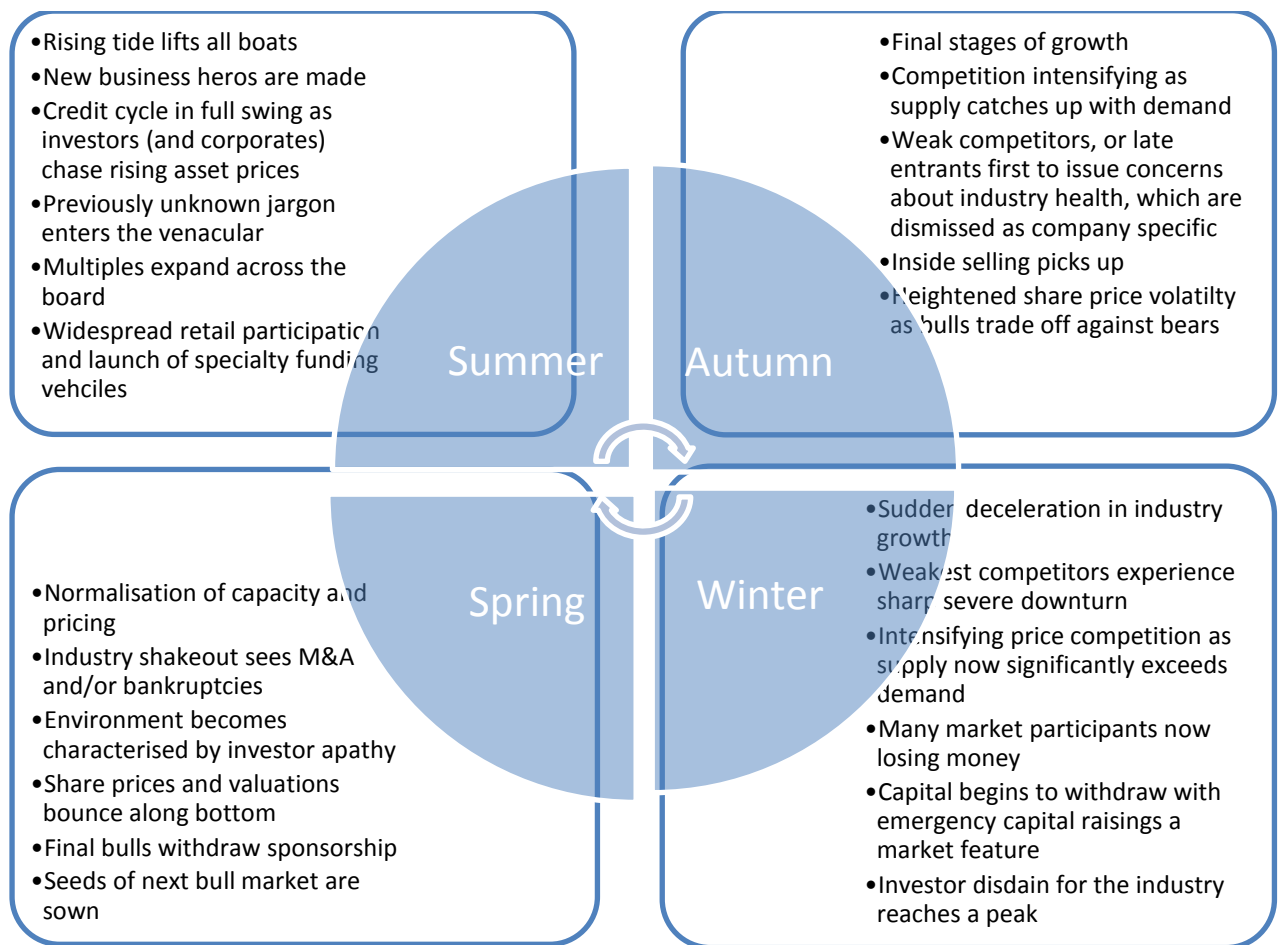 •Rising tide lifts all boats
•New business heros are made
•Credit cycle in full swing as
investors (and corporates)
chase rising asset prices
•Previously unknown jargon
enters the venacular
•Multiples expand across the
board
•Widespread retail participation
and launch of specialty funding
vehciles
Summer
•Final stages of growth
•Competition intensifying as
supply catches up with demand
•Weak competitors, or late
entrants first to issue concerns
about industry health, which are
dismissed as company specific
•Inside selling picks up
•Heightened share price volatilty
as bulls trade off against bears
Autumn
•Normalisation of capacity and
pricing
•Industry shakeout sees M&A
and/or bankruptcies
•Environment becomes
characterised by investor apathy
•Share prices and valuations
bounce along bottom
•Final bulls withdraw sponsorship
•Seeds of next bull market are
sown
Spring
•Sudden deceleration in industry
growth
•Weakest competitors experience
sharp severe downturn
•Intensifying price competition as
supply now significantly exceeds
demand
•Many market participants now
losing money
•Capital begins to withdraw with
emergency capital raisings a
market feature
•Investor disdain for the industry
reaches a peak
Winter